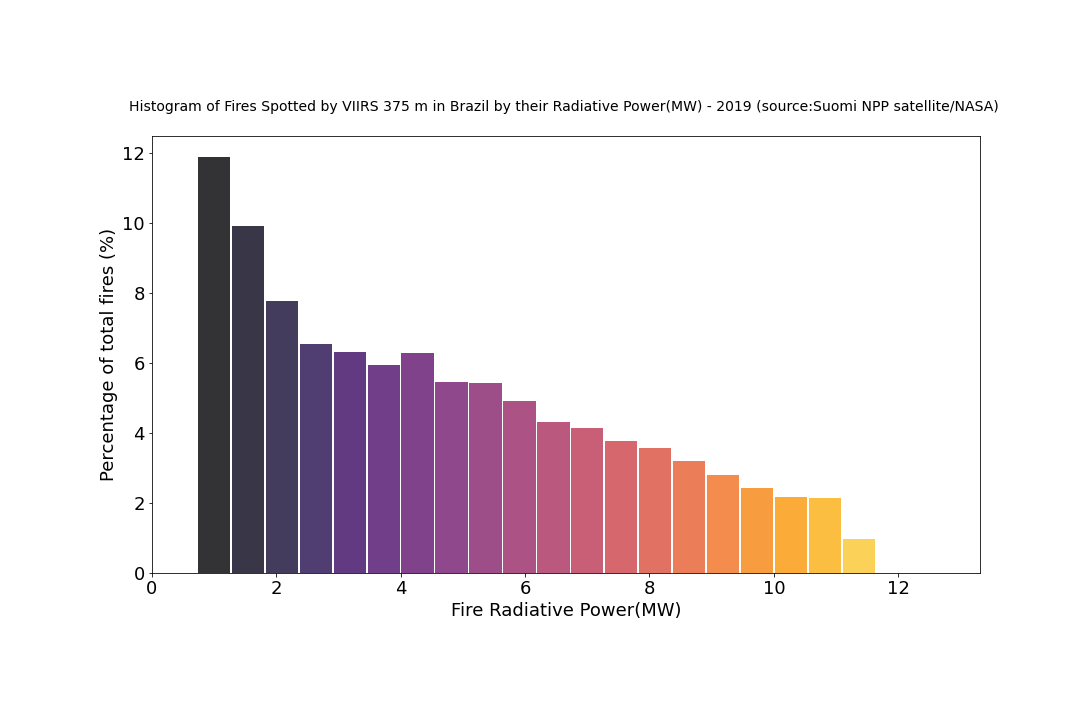 Histogram of Fires Spotted by VIIRS 375 m in Brazil by their Radiative Power(MW) - 2019 (source:Suomi NPP satellite/NASA)
Percentage of total fires (%)
12
10
8
6
4
2
0
0 2 4 6 8 10 12
Fire Radiative Power(MW)